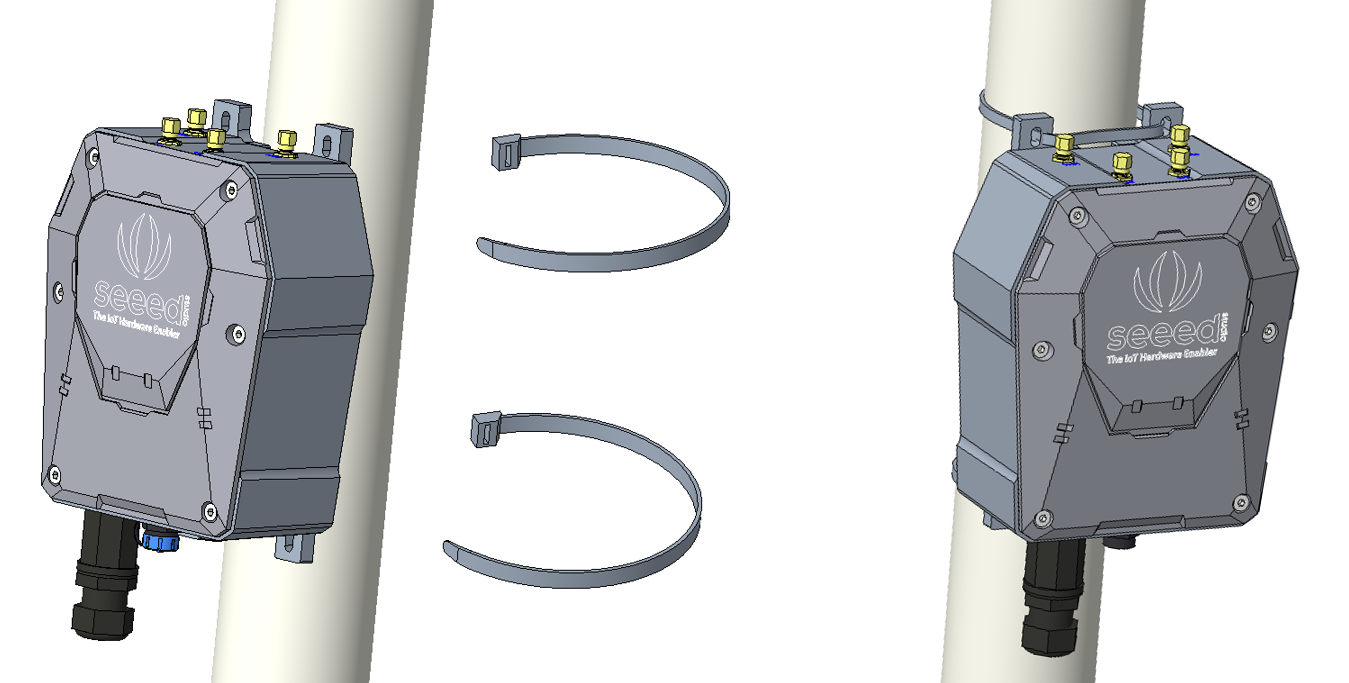 seeed
studio
The IoT Hardware Enabler
seeed
studio
The IoT Hardware Enabler